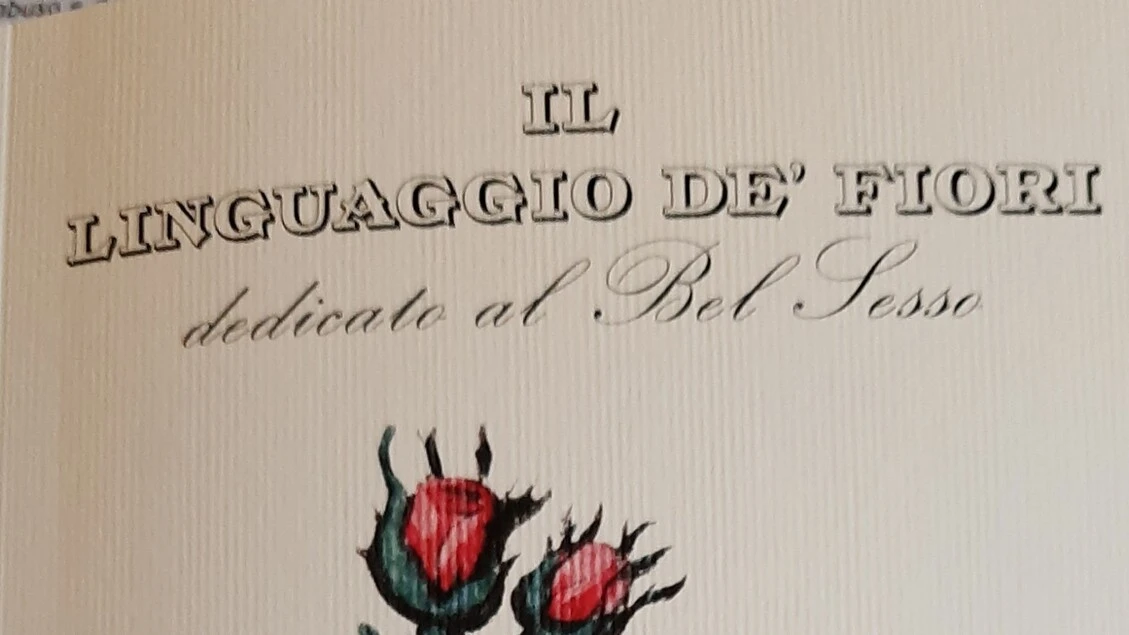 IL
LINGUAGGIO DE' FIORI
dedicato al Bel Sesso